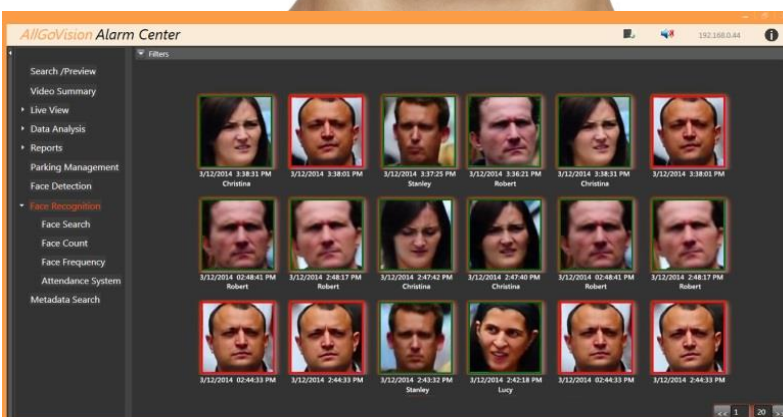 AllGoVision Alarm Center
192.168.0.44
Filters
Search /Preview
Video Summary
Live View
Data Analysis
Reports
Parking Management
Face Detection
Face Recognition
Face Search
Face Count
Face Frequency
Attendance System
Metadata Search
3/12/2014 3:38:31 PM 3/12/2014 3:38:01 PM 3/12/2014 3:37:25 PM 3/12/2014 3:36:21 PM 3/12/2014 3:38:31 PM 3/12/2014 3:38:01 PM
Christina Stanley Robert Christina
3/12/2014 02:48:41 PM 3/12/2014 2:48:17 PM 3/12/2014 2:47:42 PM 3/12/2014 2:47:40 PM 3/12/2014 02:48:41 PM 3/12/2014 2:48:17 PM
Robert Robert Christina Christina Robert Robert
3/12/2014 02:44:33 PM 3/12/2014 2:44:33 PM 3/12/2014 2:43:32 PM 3/12/2014 2:42:18 PM 3/12/2014 02:44:33 PM 3/12/2014 2:44:33 PM
Stanley Lucy
<< 1 20